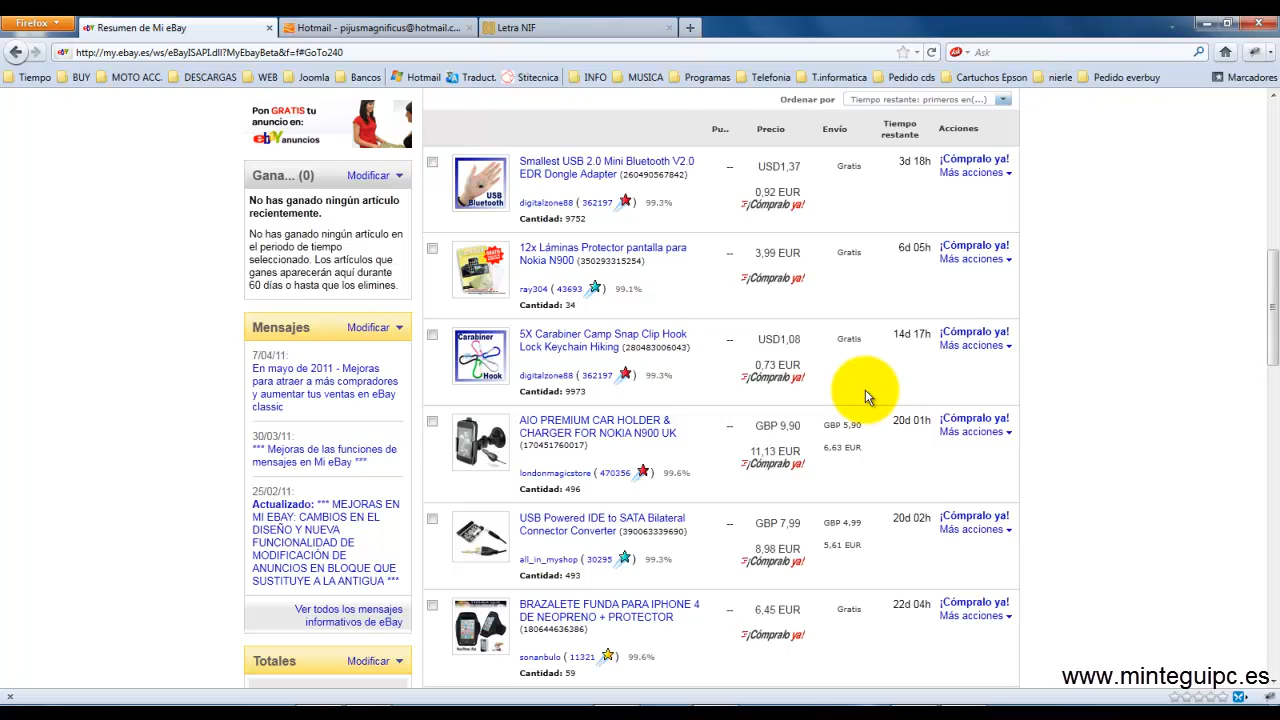 Firefox
Resumen de Mi eBay
Hotmail - pijusmagnificus@hotmail.c...
Letra NIF
http://my.ebay.es/ws/eBayISAPI.dll?MyEbayBeta&f=f#GoTo240
Ask
Tiempo
BUY
MOTO ACC.
DESCARGAS
WEB
Joomla
Bancos
Hotmail
Traduct.
Stitecnica
INFO
MUSICA
Programas
Telefonia
T.informatica
Pedido cds
Cartuchos Epson
nierle
Pedido everbuy
Marcadores
Pon GRATIS tu
anuncio en:
ebay anuncios
Gana... (0)
Modificar
No has ganado ningún artículo
recientemente.
No has ganado ningún artículo en
el periodo de tiempo
seleccionado. Los artículos que
ganes aparecerán aquí durante
60 días o hasta que los elimines.
Mensajes
Modificar
7/04/11:
En mayo de 2011 - Mejoras
para atraer a más compradores
y aumentar tus ventas en eBay
classic
30/03/11:
*** Mejoras de las funciones de
mensajes en Mi eBay ***
25/02/11:
Actualizado: *** MEJORAS EN
MI EBAY: CAMBIOS EN EL
DISEÑO Y NUEVA
FUNCIONALIDAD DE
MODIFICACIÓN DE
ANUNCIOS EN BLOQUE QUE
SUSTITUYE A LA ANTIGUA ***
Ver todos los mensajes
informativos de eBay
Totales
Modificar
Ordenar por
Tiempo restante: primeros en(...)
Pu..
Precio
Envío
Tiempo
restante
Acciones
USB
Bluetooth
Smallest USB 2.0 Mini Bluetooth V2.0
EDR Dongle Adapter (260490567842)
digitalzone88 ( 362197 ) 99.3%
Cantidad: 9752
--
USD1,37
0,92 EUR
¡Cómpralo ya!
Gratis
3d 18h
¡Cómpralo ya!
Más acciones
12x Láminas Protector pantalla para
Nokia N900 (350293315254)
ray304 ( 43693 ) 99.1%
Cantidad: 34
--
3,99 EUR
¡Cómpralo ya!
Gratis
6d 05h
¡Cómpralo ya!
Más acciones
Carabiner
Hook
5X Carabiner Camp Snap Clip Hook
Lock Keychain Hiking (280483006043)
digitalzone88 ( 362197 ) 99.3%
Cantidad: 9973
--
USD1,08
0,73 EUR
¡Cómpralo ya!
Gratis
14d 17h
¡Cómpralo ya!
Más acciones
AIO PREMIUM CAR HOLDER &
CHARGER FOR NOKIA N900 UK
(170451760017)
londonmagicstore ( 470356 ) 99.6%
Cantidad: 496
--
GBP 9,90
11,13 EUR
¡Cómpralo ya!
GBP 5,90
6,63 EUR
20d 01h
¡Cómpralo ya!
Más acciones
USB Powered IDE to SATA Bilateral
Connector Converter (390063339690)
all_in_myshop ( 30295 ) 99.3%
Cantidad: 493
--
GBP 7,99
8,98 EUR
¡Cómpralo ya!
GBP 4,99
5,61 EUR
20d 02h
¡Cómpralo ya!
Más acciones
BRAZALETE FUNDA PARA IPHONE 4
DE NEOPRENO + PROTECTOR
(180644636386)
sonanbulo ( 11321 ) 99.6%
Cantidad: 59
--
6,45 EUR
¡Cómpralo ya!
Gratis
22d 04h
¡Cómpralo ya!
Más acciones
www.minteguipc.es